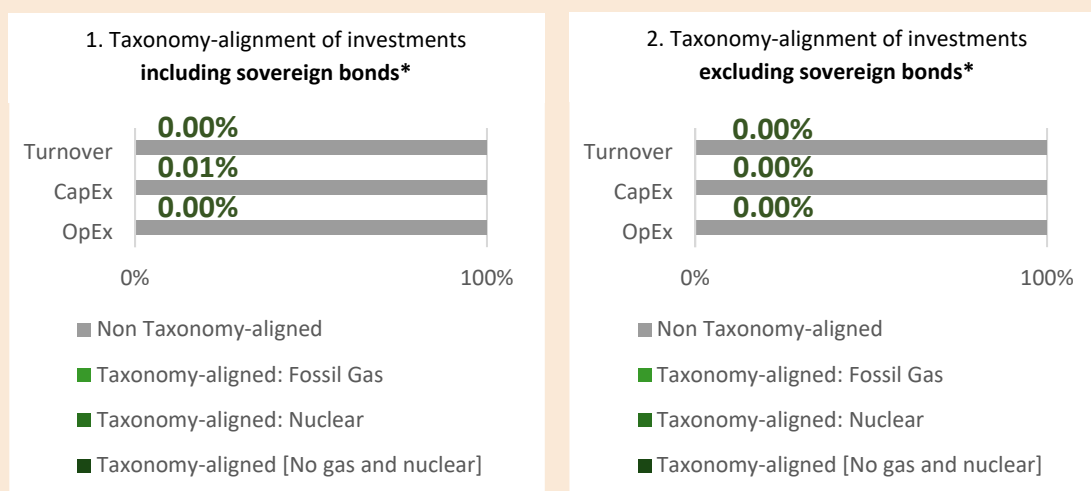 1. Taxonomy-alignment of investments
including sovereign bonds*
0.00%
Turnover
0.01%
CapEx
0.00%
OpEx
0%
100%
Non Taxonomy-aligned
Taxonomy-aligned: Fossil Gas
Taxonomy-aligned: Nuclear
Taxonomy-aligned [No gas and nuclear]
2. Taxonomy-alignment of investments
excluding sovereign bonds*
0.00%
Turnover
0.00%
CapEx
0.00%
OpEx
0%
100%
Non Taxonomy-aligned
Taxonomy-aligned: Fossil Gas
Taxonomy-aligned: Nuclear
Taxonomy-aligned [No gas and nuclear]